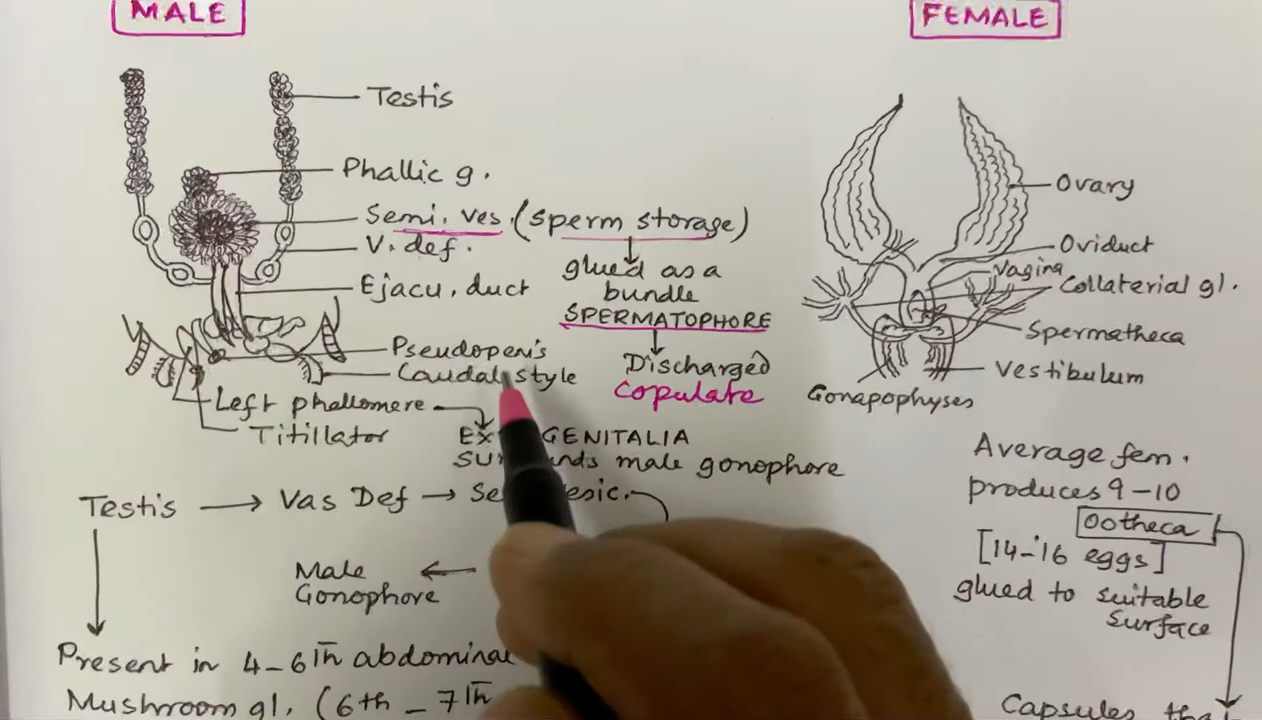 MALE
Testis
Phallic g.
Semi. ves. (Sperm storage)
V. def.
glued as a
bundle
Ejacu. duct
SPERMATOPHORE
Pseudopenis
Caudal style
Discharged
copulate
Left phallomere
Titillator
GENITALIA
male gonophore
Testis → Vas Def →
Male
Gonophore
Present in 4-6th abdominal
Mushroom gl. (6th - 7th
FEMALE
Ovary
Oviduct
Vagina
Collaterial gl.
Spermatheca
Vestibulum
Gonapophyses
Average fem.
produces 9-10
Ootheca
[14-16 eggs]
glued to suitable
surface
Capsules